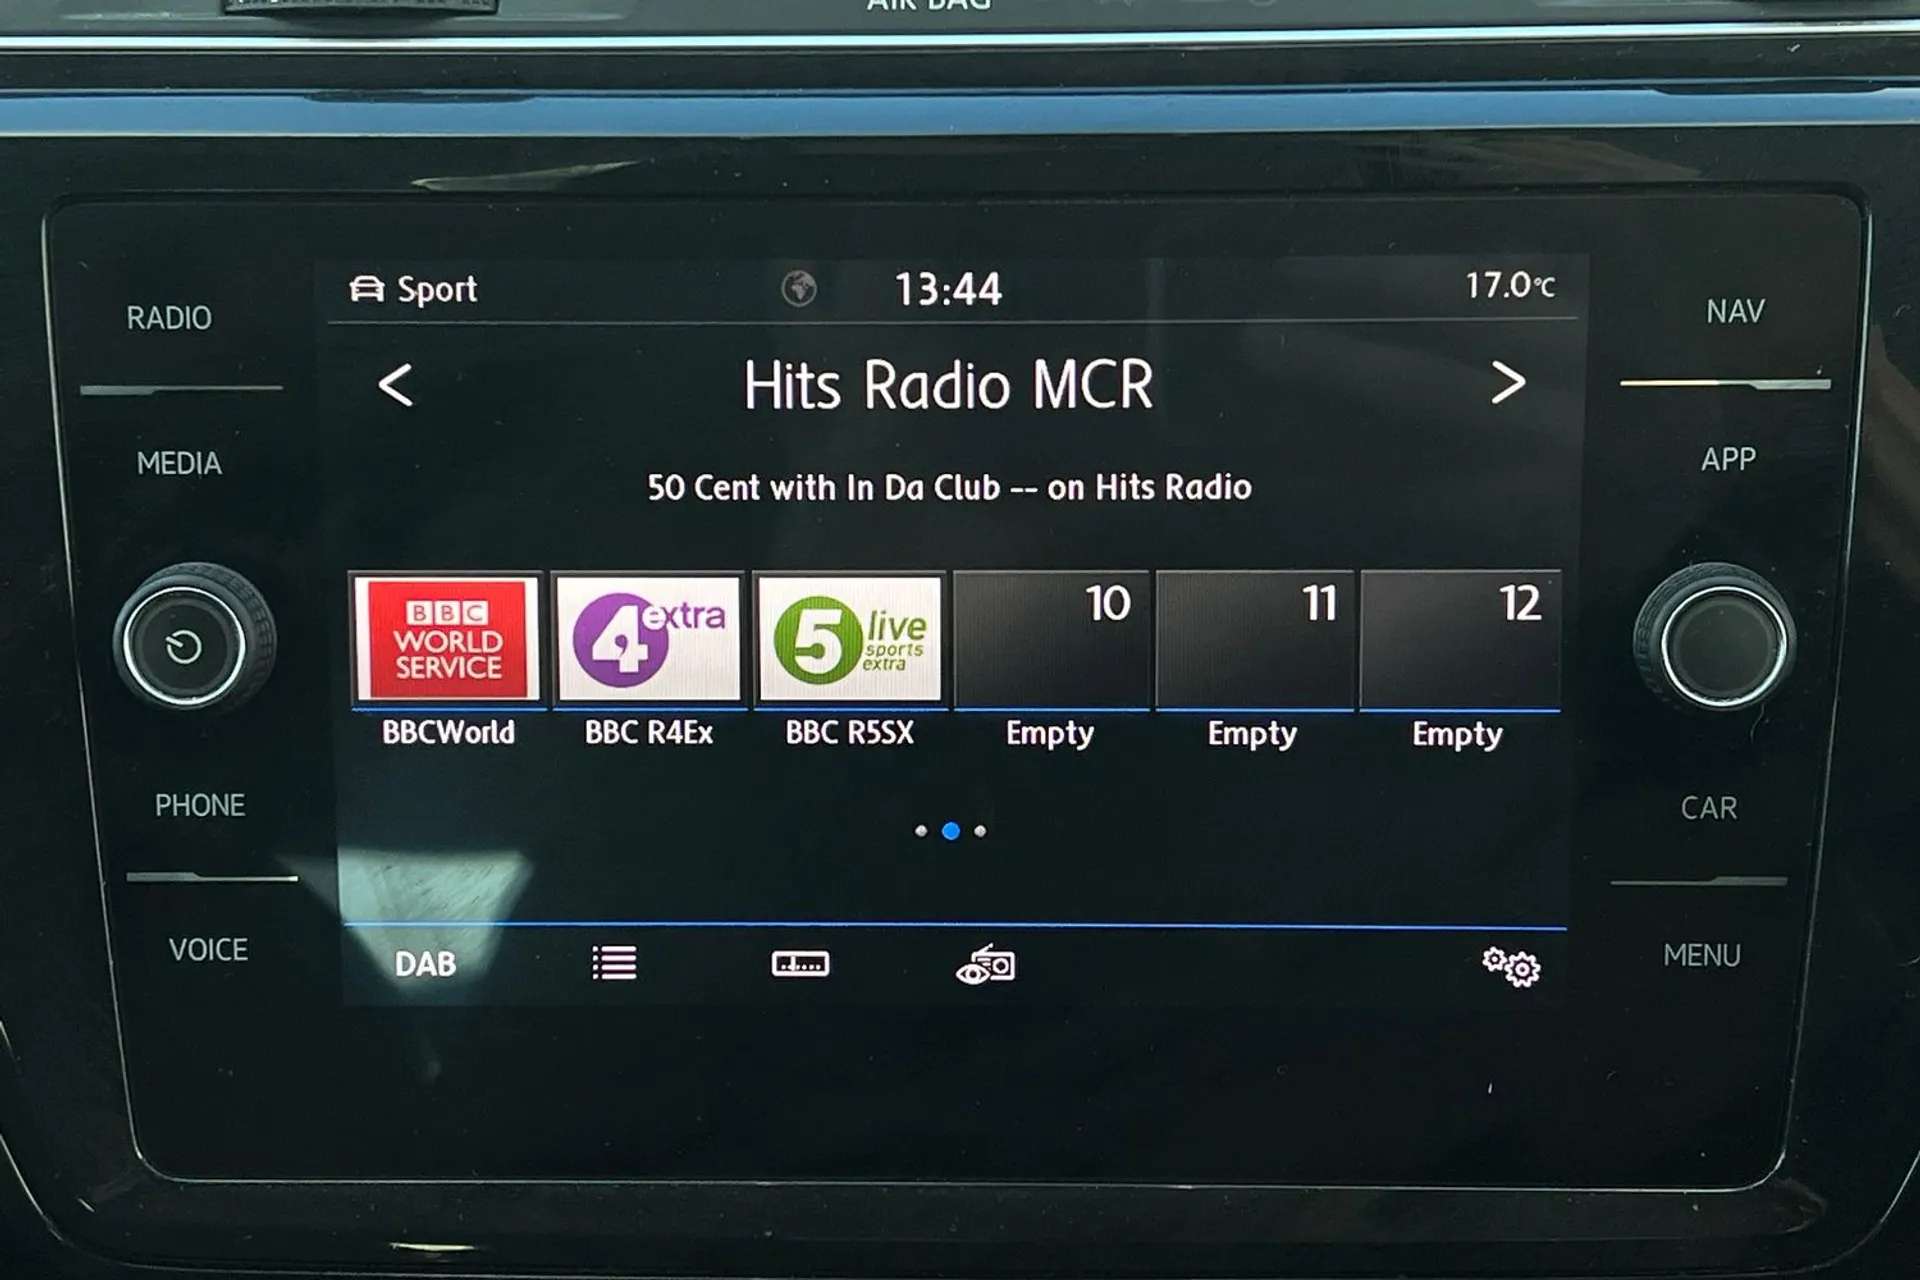 AIR BAG
RADIO
MEDIA
PHONE
VOICE
Sport
13:44
17.0°C
<
Hits Radio MCR
>
50 Cent with In Da Club -- on Hits Radio
BBC
WORLD
SERVICE
4 extra
5 live
sports
extra
10
11
12
BBCWorld
BBC R4Ex
BBC R5SX
Empty
Empty
Empty
DAB
NAV
APP
CAR
MENU